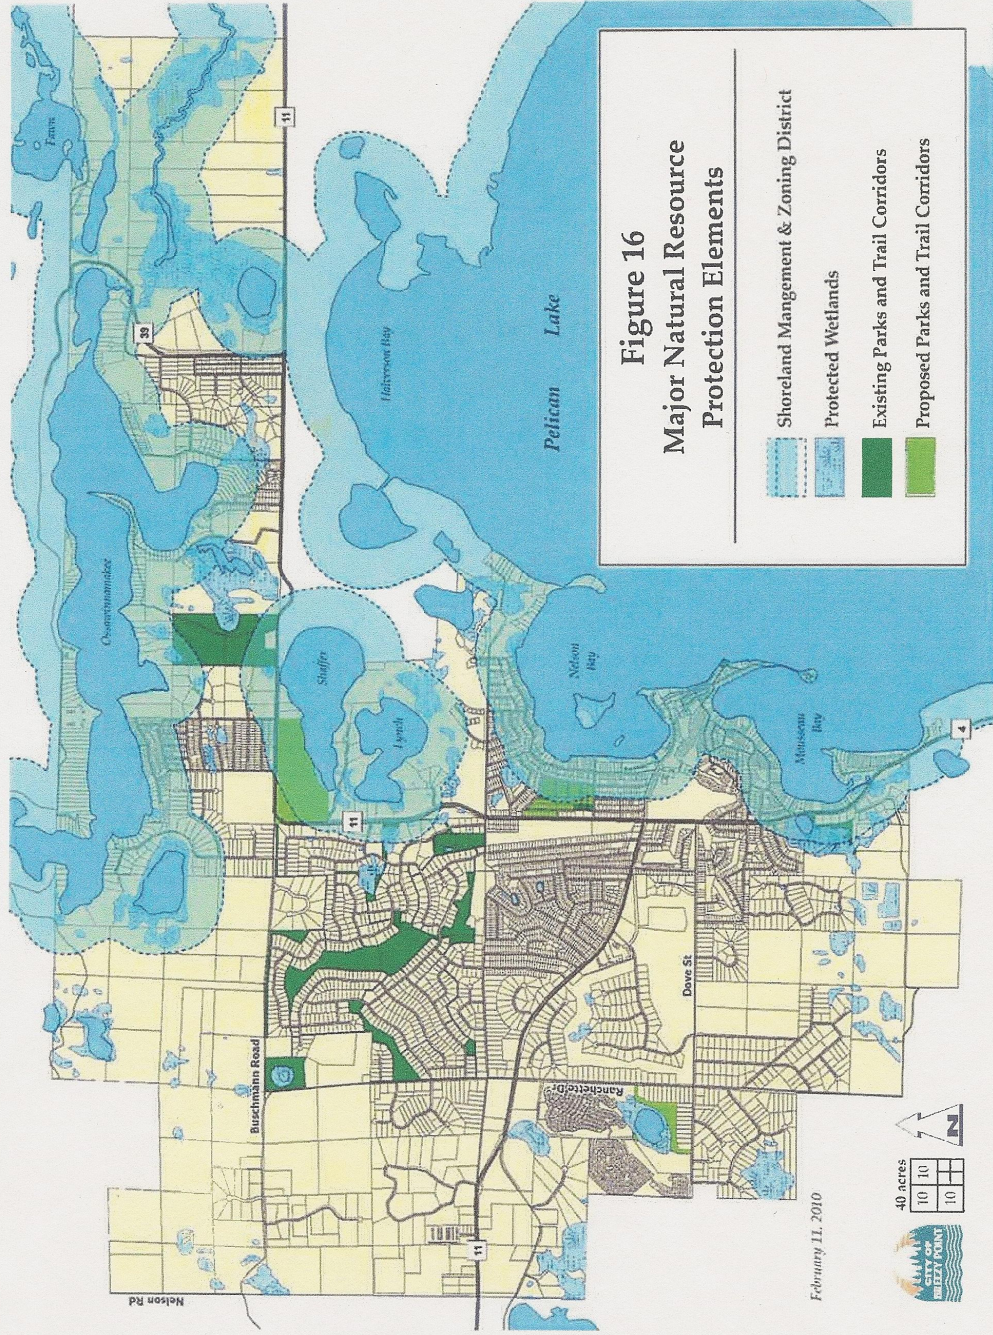 Figure 16
Major Natural Resource
Protection Elements
Shoreland Mangement & Zoning District
Protected Wetlands
Existing Parks and Trail Corridors
Proposed Parks and Trail Corridors
Fawn
Ossawinnamakee
Halverson Bay
Pelican Lake
Shaffer
Lynch
Nelson
Bay
Mousseau
Bay
11
39
11
4
11
Buschmann Road
Nelson Rd
Ranchette Dr
Dove St
February 11, 2010
40 acres
10 10
10
N
CITY OF
BREEZY POINT